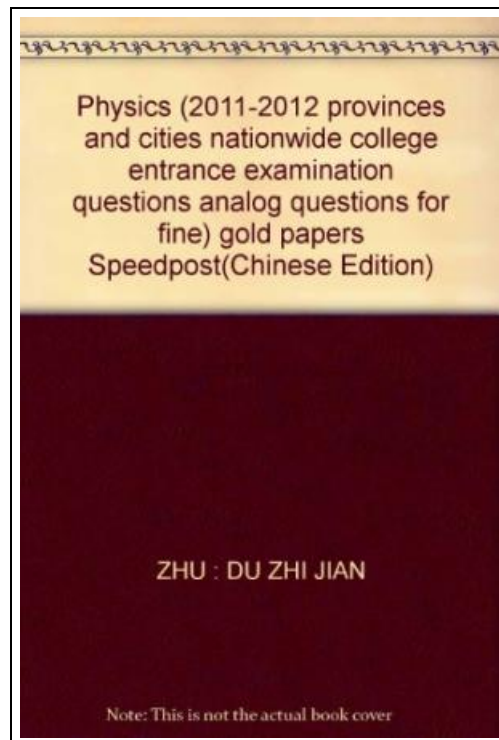 Physics (2011-2012 provinces
and cities nationwide college
entrance examination
questions analog questions for
fine) gold papers
Speedpost(Chinese Edition)
ZHU : DU ZHI JIAN
Note: This is not the actual book cover